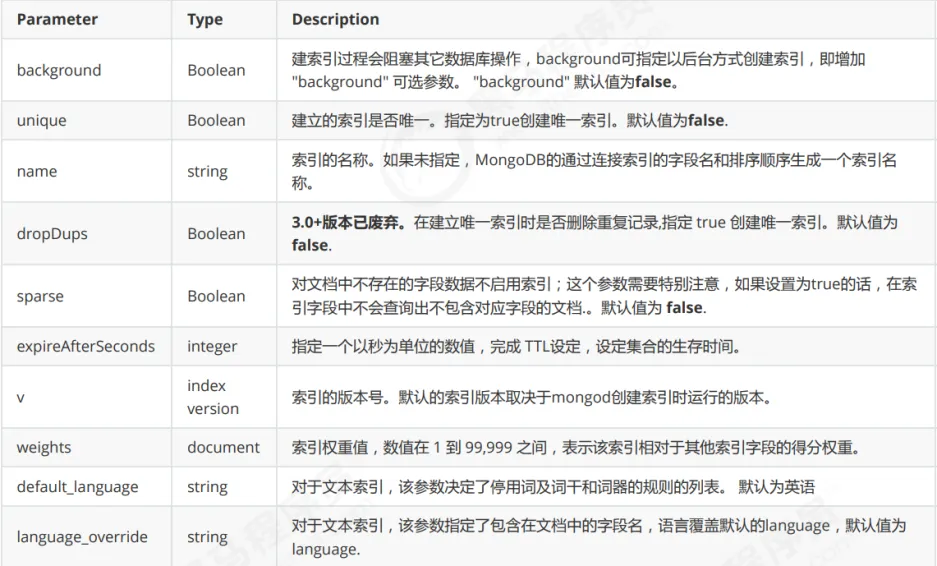 Parameter Type Description
background Boolean 建索引过程会阻塞其它数据库操作，background可指定以后台方式创建索引，即增加
"background" 可选参数。 "background" 默认值为false。
unique Boolean 建立的索引是否唯一。指定为true创建唯一索引。默认值为false.
name string 索引的名称。如果未指定，MongoDB的通过连接索引的字段名和排序顺序生成一个索引名
称。
dropDups Boolean 3.0+版本已废弃。在建立唯一索引时是否删除重复记录,指定 true 创建唯一索引。默认值为
false.
sparse Boolean 对文档中不存在的字段数据不启用索引；这个参数需要特别注意，如果设置为true的话，在索
引字段中不会查询出不包含对应字段的文档.。默认值为 false.
expireAfterSeconds integer 指定一个以秒为单位的数值，完成 TTL设定，设定集合的生存时间。
v index
version 索引的版本号。默认的索引版本取决于mongod创建索引时运行的版本。
weights document 索引权重值，数值在 1 到 99,999 之间，表示该索引相对于其他索引字段的得分权重。
default_language string 对于文本索引，该参数决定了停用词及词干和词器的规则的列表。 默认为英语
language_override string 对于文本索引，该参数指定了包含在文档中的字段名，语言覆盖默认的language，默认值为
language.